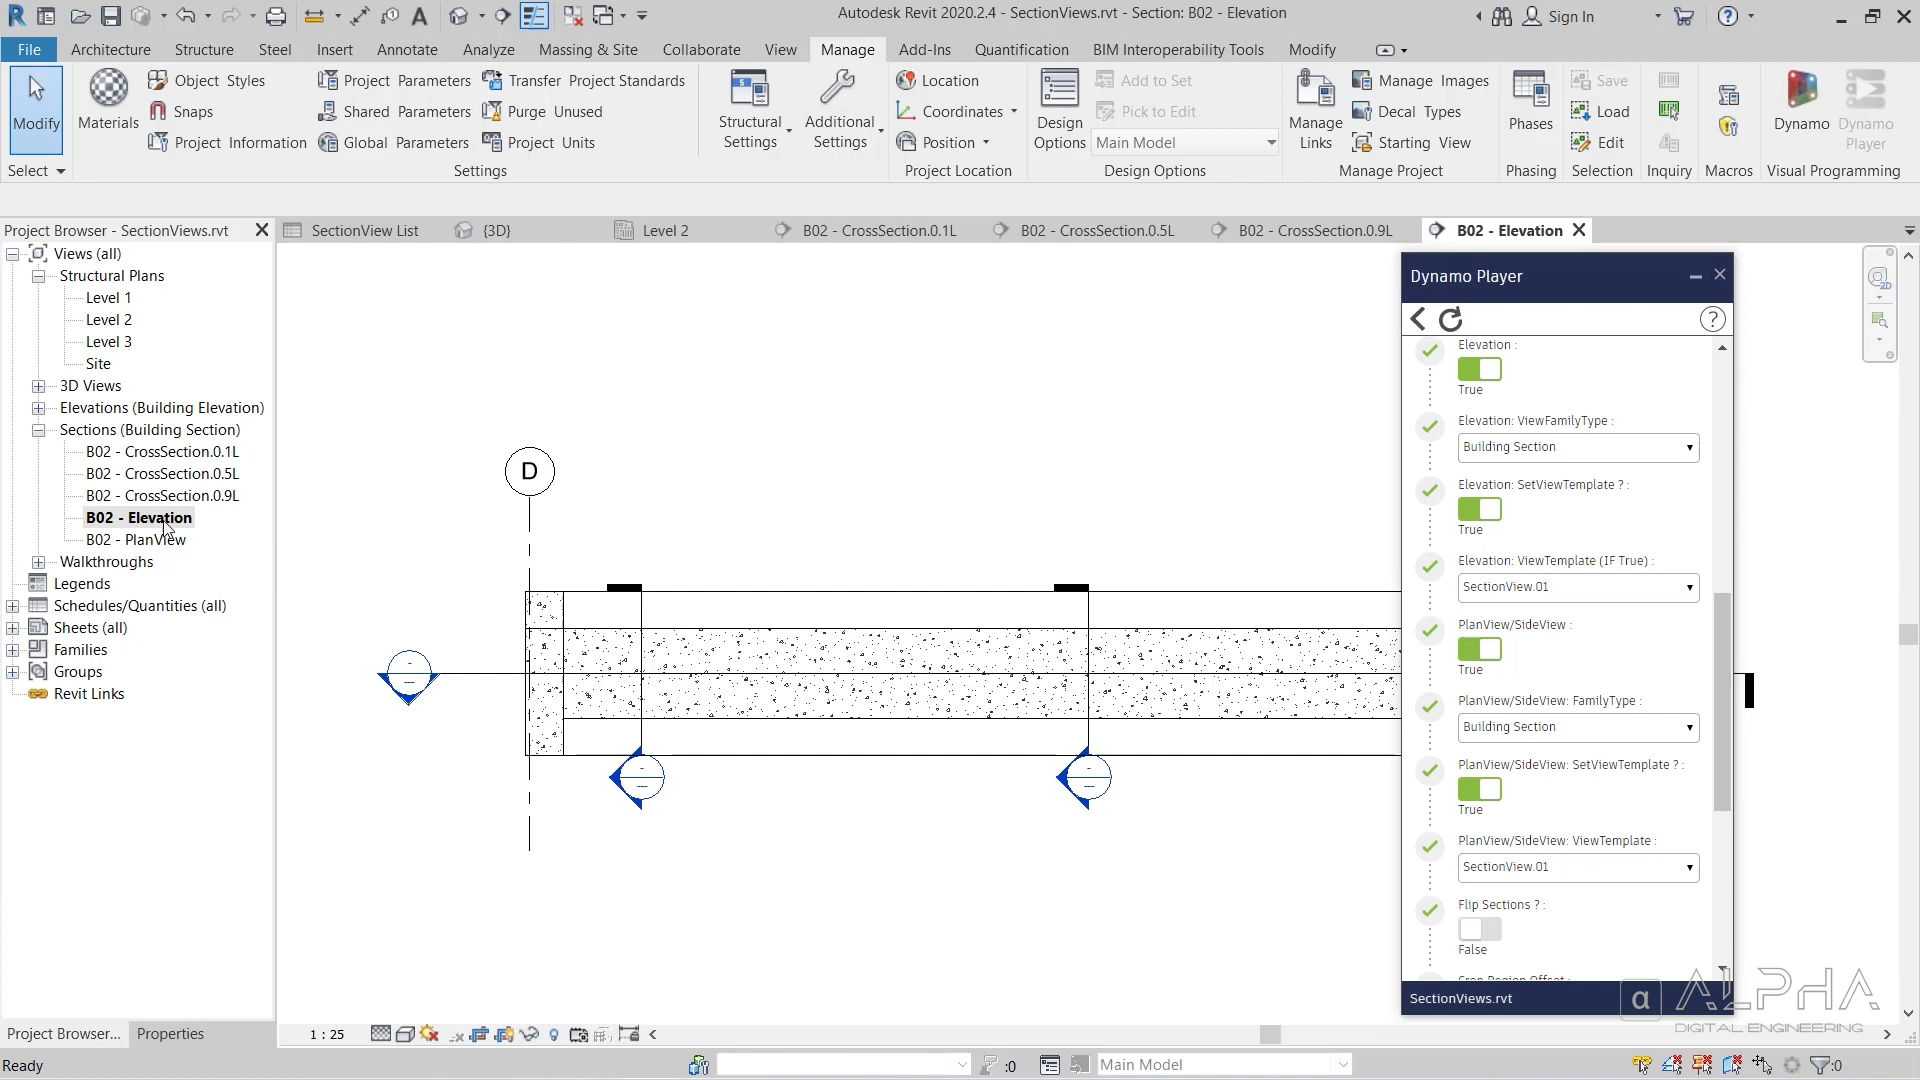 Autodesk Revit 2020.2.4 - SectionViews.rvt - Section: B02 - Elevation
Sign In
File
Architecture
Structure
Steel
Insert
Annotate
Analyze
Massing & Site
Collaborate
View
Manage
Add-Ins
Quantification
BIM Interoperability Tools
Modify
Modify
Select
Materials
Object Styles
Snaps
Project Information
Project Parameters
Shared Parameters
Global Parameters
Transfer Project Standards
Purge Unused
Project Units
Settings
Structural
Settings
Additional
Settings
Location
Coordinates
Position
Project Location
Design
Options
Add to Set
Pick to Edit
Main Model
Design Options
Manage
Links
Manage Images
Decal Types
Starting View
Manage Project
Phases
Phasing
Save
Load
Edit
Selection
Inquiry
Macros
Dynamo
Dynamo
Player
Visual Programming
Project Browser - SectionViews.rvt
SectionView List
{3D}
Level 2
B02 - CrossSection.0.1L
B02 - CrossSection.0.5L
B02 - CrossSection.0.9L
B02 - Elevation
Views (all)
Structural Plans
Level 1
Level 2
Level 3
Site
3D Views
Elevations (Building Elevation)
Sections (Building Section)
B02 - CrossSection.0.1L
B02 - CrossSection.0.5L
B02 - CrossSection.0.9L
B02 - Elevation
B02 - PlanView
Walkthroughs
Legends
Schedules/Quantities (all)
Sheets (all)
Families
Groups
Revit Links
D
Dynamo Player
Elevation :
True
Elevation: ViewFamilyType :
Building Section
Elevation: SetViewTemplate ? :
True
Elevation: ViewTemplate (IF True) :
SectionView.01
PlanView/SideView :
True
PlanView/SideView: FamilyType :
Building Section
PlanView/SideView: SetViewTemplate ? :
True
PlanView/SideView: ViewTemplate :
SectionView.01
Flip Sections ? :
False
Crop Region Offset :
SectionViews.rvt
α
ALPHA
DIGITAL ENGINEERING
2D
Project Browser...
Properties
1 : 25
Ready
:0
Main Model
:0